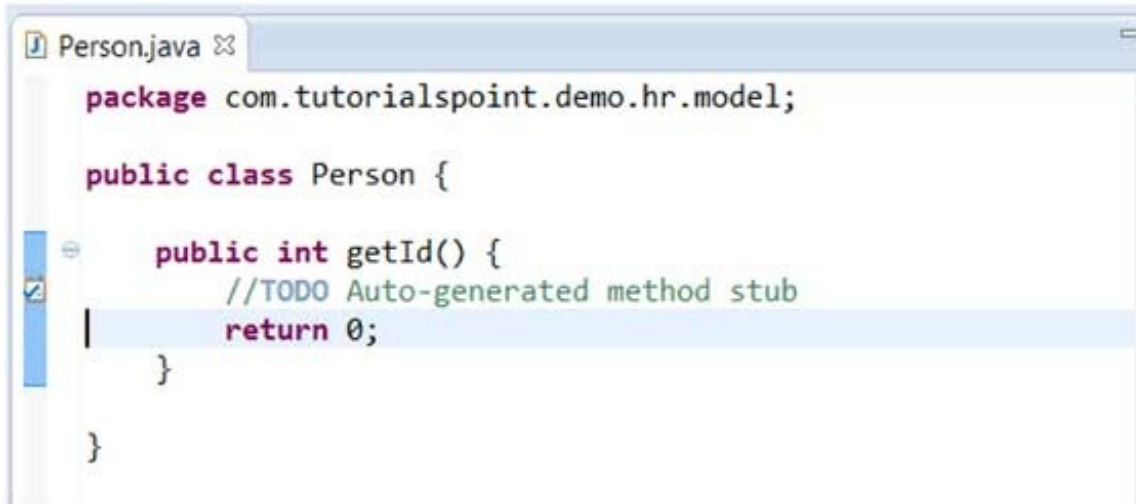 Person.java
package com.tutorialspoint.demo.hr.model;
public class Person {
public int getId() {
//TODO Auto-generated method stub
return 0;
}
}